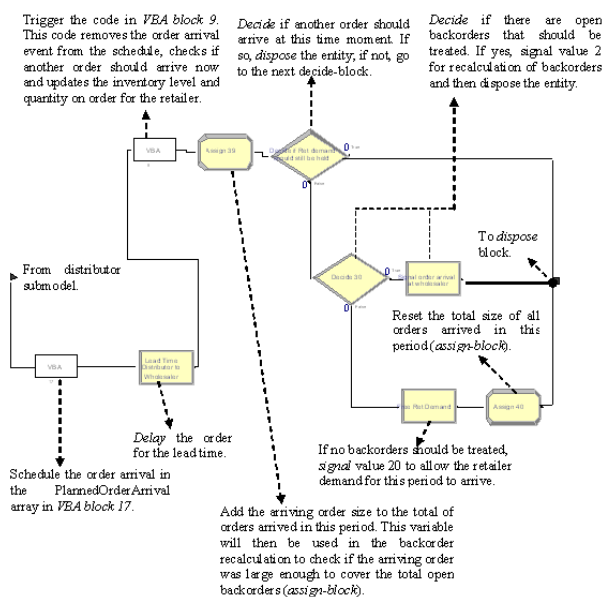 Trigger the code in VBA block 9.
This code removes the order arrival
event from the schedule, checks if
another order should arrive now
and updates the inventory level and
quantity on order for the retailer.
Decide if another order should
arrive at this time moment. If
so, dispose the entity, if not, go
to the next decide-block.
Decide if there are open
backorders that should be
treated. If yes, signal value 2
for recalculation of backorders
and then dispose the entity.
VBA
Assign 39
0 True
0 False
From distributor
submodel.
Decide 38
0 True
Signal order arrival
at wholesaler
To dispose
block.
0 False
Reset the total size of all
orders arrived in this
period (assign-block).
VBA
Lead Time
Distributor to
Wholesaler
Plot Demand
Assign 40
Delay the order
for the lead time.
Schedule the order arrival in
the PlannedOrderArrival
array in VBA block 17.
If no backorders should be treated,
signal value 20 to allow the retailer
demand for this period to arrive.
Add the arriving order size to the total of
orders arrived in this period. This variable
will then be used in the backorder
recalculation to check if the arriving order
was large enough to cover the total open
backorders (assign-block).